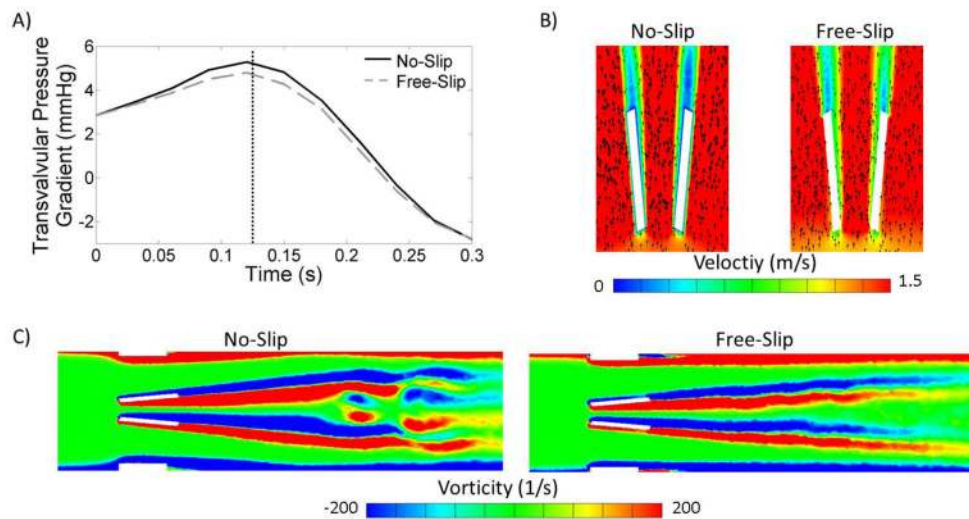 A)
Transvalvular Pressure
Gradient (mmHg)
6
4
2
0
-2
0
0.05
0.1
0.15
0.2
0.25
0.3
Time (s)
No-Slip
Free-Slip
B)
No-Slip
Free-Slip
Veloctiy (m/s)
0
1.5
C)
No-Slip
Free-Slip
Vorticity (1/s)
-200
200